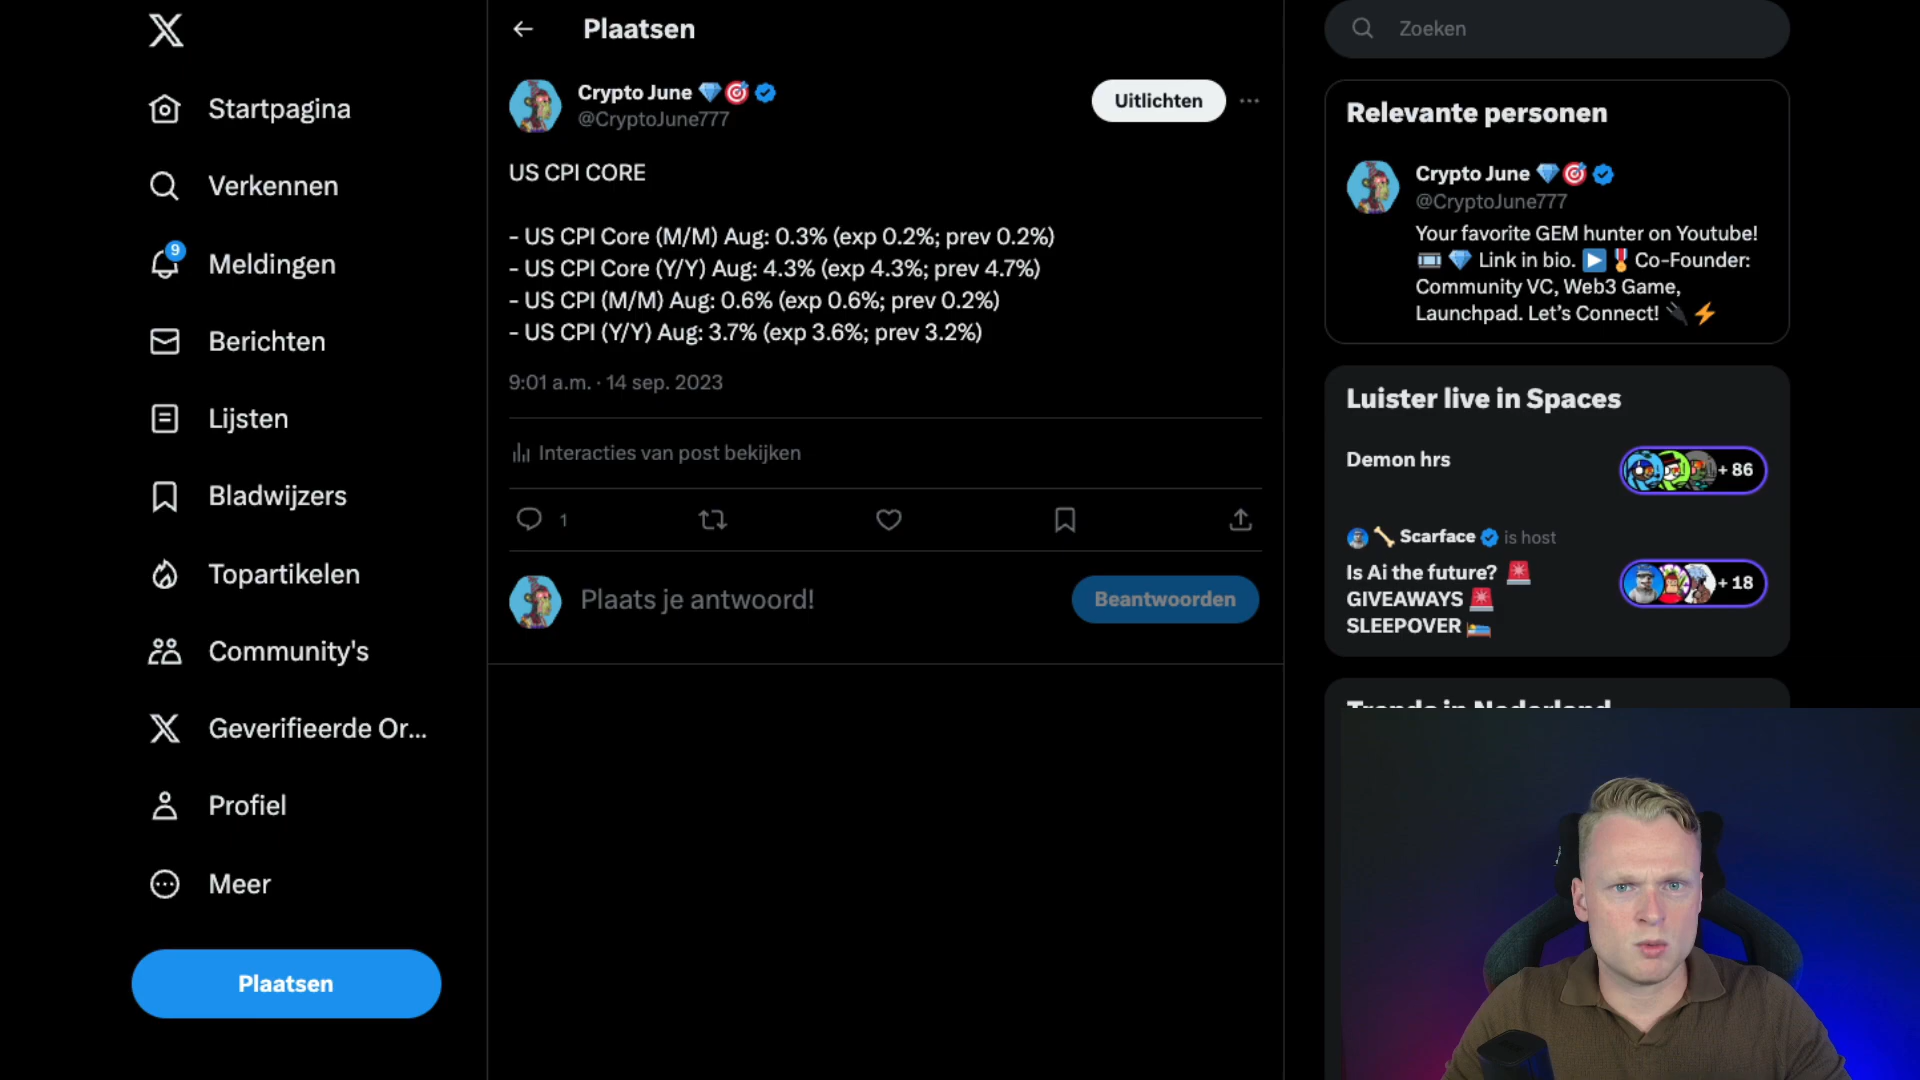 Startpagina
Verkennen
9
Meldingen
Berichten
Lijsten
Bladwijzers
Topartikelen
Community's
Geverifieerde Or...
Profiel
Meer
Plaatsen
Plaatsen
Crypto June
@CryptoJune777
Uitlichten
US CPI CORE
- US CPI Core (M/M) Aug: 0.3% (exp 0.2%; prev 0.2%)
- US CPI Core (Y/Y) Aug: 4.3% (exp 4.3%; prev 4.7%)
- US CPI (M/M) Aug: 0.6% (exp 0.6%; prev 0.2%)
- US CPI (Y/Y) Aug: 3.7% (exp 3.6%; prev 3.2%)
9:01 a.m. · 14 sep. 2023
Interacties van post bekijken
1
Plaats je antwoord!
Beantwoorden
Zoeken
Relevante personen
Crypto June
@CryptoJune777
Your favorite GEM hunter on Youtube!
Link in bio. Co-Founder:
Community VC, Web3 Game,
Launchpad. Let's Connect!
Luister live in Spaces
Demon hrs
+ 86
Scarface is host
Is Ai the future?
GIVEAWAYS
SLEEPOVER
+ 18
Trends in Nederland